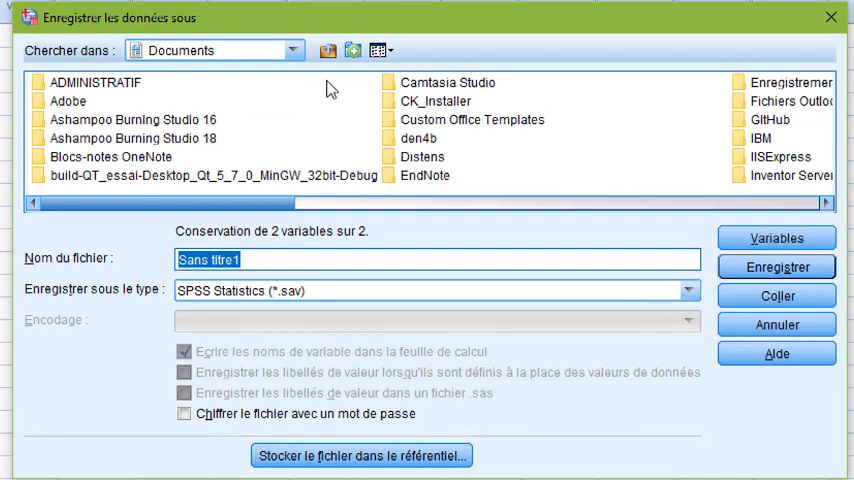 Enregistrer les données sous
Chercher dans :
Documents
ADMINISTRATIF
Adobe
Ashampoo Burning Studio 16
Ashampoo Burning Studio 18
Blocs-notes OneNote
build-QT_essai-Desktop_Qt_5_7_0_MinGW_32bit-Debug
Camtasia Studio
CK_Installer
Custom Office Templates
den4b
Distens
EndNote
Enregistremer
Fichiers Outloc
GitHub
IBM
IISExpress
Inventor Server
Conservation de 2 variables sur 2.
Nom du fichier :
Sans titre1
Enregistrer sous le type :
SPSS Statistics (*.sav)
Encodage :
Ecrire les noms de variable dans la feuille de calcul
Enregistrer les libellés de valeur lorsqu'ils sont définis à la place des valeurs de données
Enregistrer les libellés de valeur dans un fichier .sas
Chiffrer le fichier avec un mot de passe
Variables
Enregistrer
Coller
Annuler
Aide
Stocker le fichier dans le référentiel...